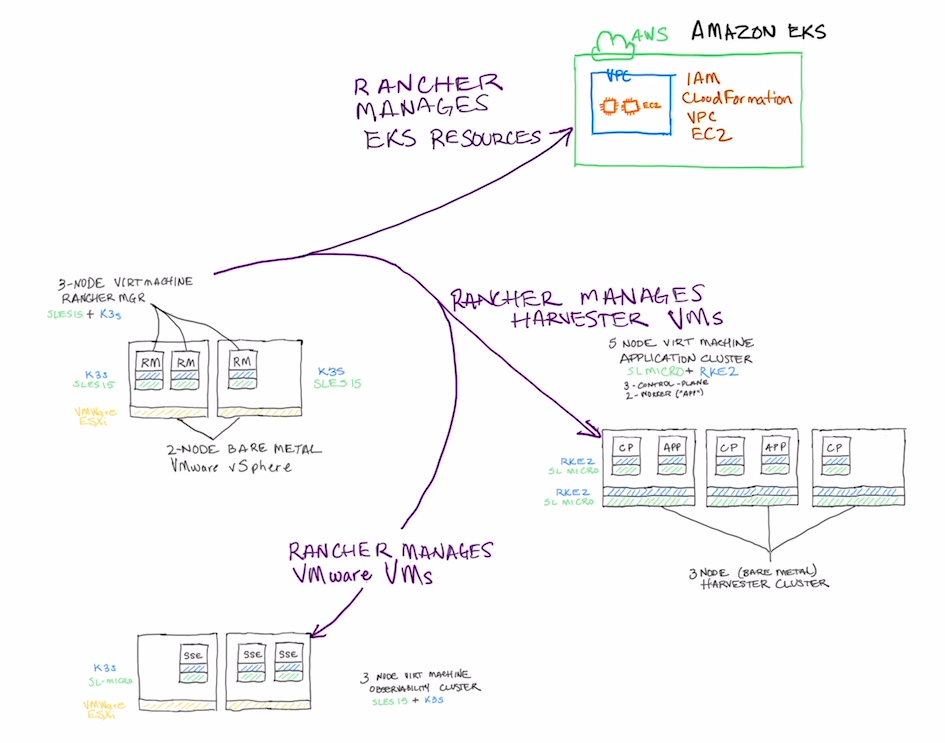 AWS AMAZON EKS
VPC
EC2
IAM
CloudFormation
VPC
EC2
RANCHER
MANAGES
EKS RESOURCES
3-NODE VIRT MACHINE
RANCHER MGR
SLES15 + K3s
RM RM RM
K3S
SLES15
VMWare
ESXi
K3S
SLES 15
2-NODE BARE METAL
VMware vSphere
RANCHER MANAGES
HARVESTER VMs
5 NODE VIRT MACHINE
APPLICATION CLUSTER
SL MICRO + RKE2
3-CONTROL-PLANE
2-WORKER ("APP")
CP APP CP APP CP
RKE2
SL MICRO
RKE2
SL MICRO
3 NODE (BARE METAL)
HARVESTER CLUSTER
RANCHER MANAGES
VMware VMs
SSE SSE SSE
K3s
SL-MICRO
VMWare
ESXi
3 NODE VIRT MACHINE
OBSERVABILITY CLUSTER
SLES 15 + K3S